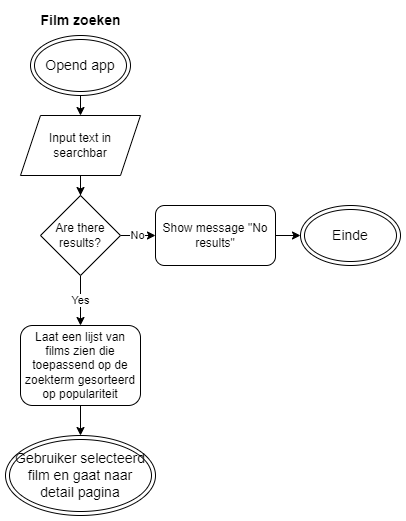 Film zoeken
Opend app
Input text in
searchbar
Are there
results?
No
Show message "No
results"
Einde
Yes
Laat een lijst van
films zien die
toepassend op de
zoekterm gesorteerd
op populariteit
Gebruiker selecteerd
film en gaat naar
detail pagina